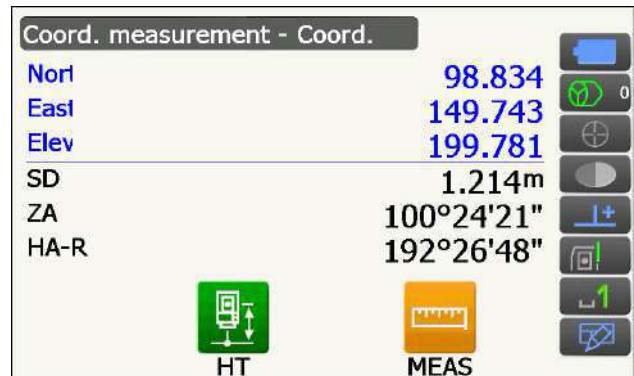 Coord. measurement - Coord.
Nort 98.834
East 149.743
Elev 199.781
SD 1.214m
ZA 100°24'21"
HA-R 192°26'48"
HT MEAS
0
1